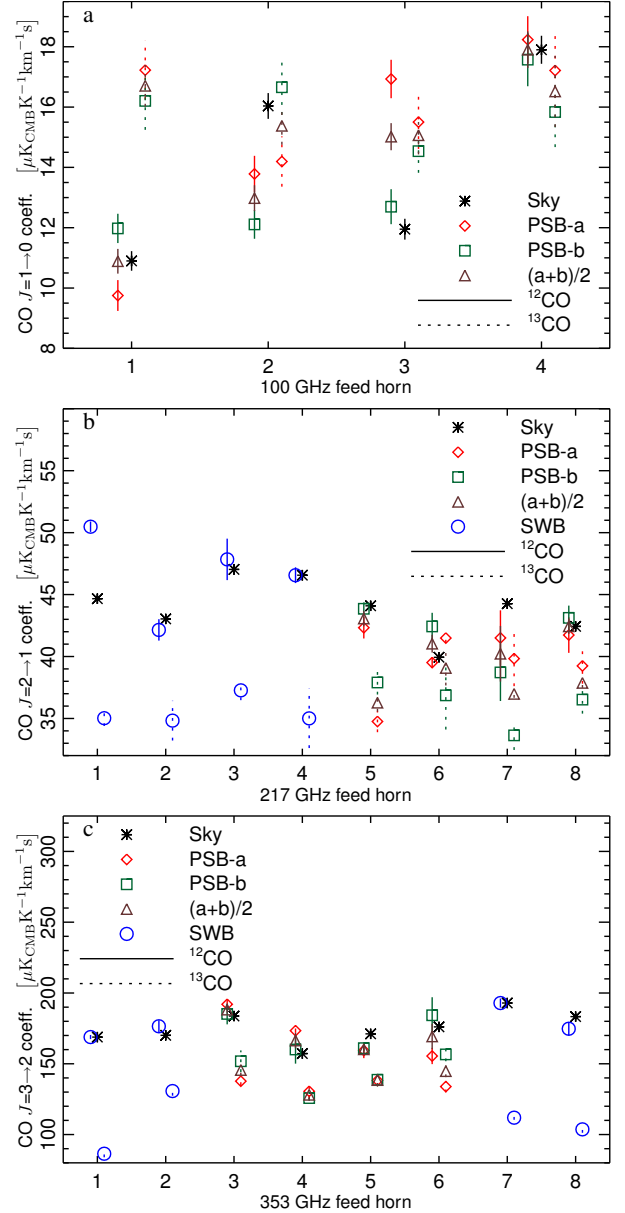 a
CO J=1→0 coeff. [μK_CMB K⁻¹ km⁻¹ s]
18
16
14
12
10
8
Sky
PSB-a
PSB-b
(a+b)/2
¹²CO
¹³CO
1 2 3 4
100 GHz feed horn
b
CO J=2→1 coeff. [μK_CMB K⁻¹ km⁻¹ s]
55
50
45
40
35
Sky
PSB-a
PSB-b
(a+b)/2
SWB
¹²CO
¹³CO
1 2 3 4 5 6 7 8
217 GHz feed horn
c
CO J=3→2 coeff. [μK_CMB K⁻¹ km⁻¹ s]
300
250
200
150
100
Sky
PSB-a
PSB-b
(a+b)/2
SWB
¹²CO
¹³CO
1 2 3 4 5 6 7 8
353 GHz feed horn